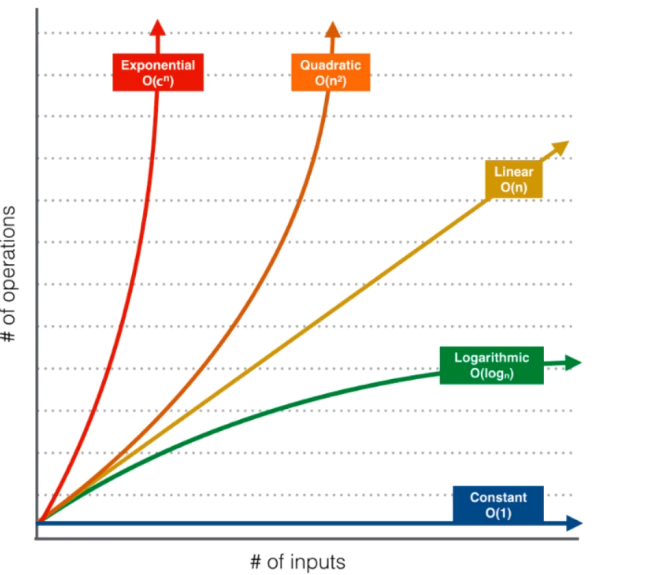 Exponential
O(cⁿ)
Quadratic
O(n²)
Linear
O(n)
Logarithmic
O(logₙ)
Constant
O(1)
# of operations
# of inputs